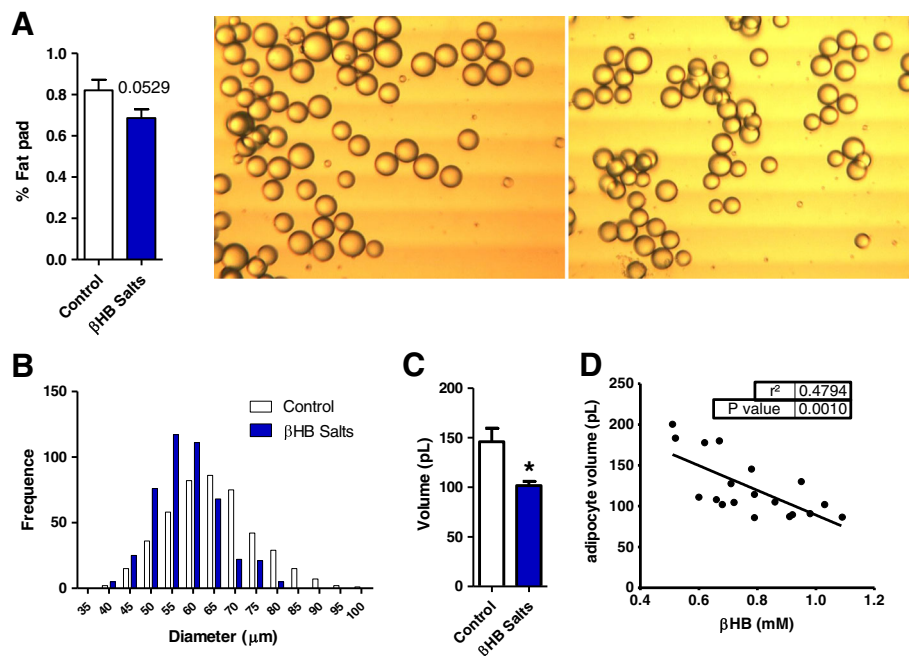 A
% Fat pad
1.0
0.8
0.6
0.4
0.2
0.0
0.0529
Control
βHB Salts
B
Frequence
150
100
50
0
Control
βHB Salts
35 40 45 50 55 60 65 70 75 80 85 90 95 100
Diameter (μm)
C
Volume (pL)
200
150
100
50
0
*
Control
βHB Salts
D
adipocyte volume (pL)
250
200
150
100
50
0
r² 0.4794
P value 0.0010
0.4 0.6 0.8 1.0 1.2
βHB (mM)